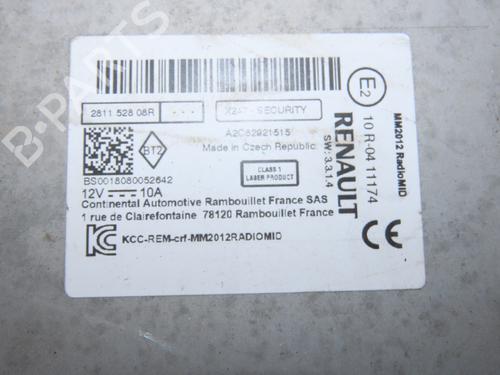 2811 528 08R
- - -
X24 - SECURITY
A2C82921515
Made in Czech Republic
BT2
CLASS 1
LASER PRODUCT
BS0018080052642
12V 10A
Continental Automotive Rambouillet France SAS
1 rue de Clairefontaine 78120 Rambouillet France
KCC-REM-crf-MM2012RADIOMID
RENAULT
SW: 3.3.1.4
E2
10 R-04 11174
MM2012 RadioMID
CE
B-PARTS